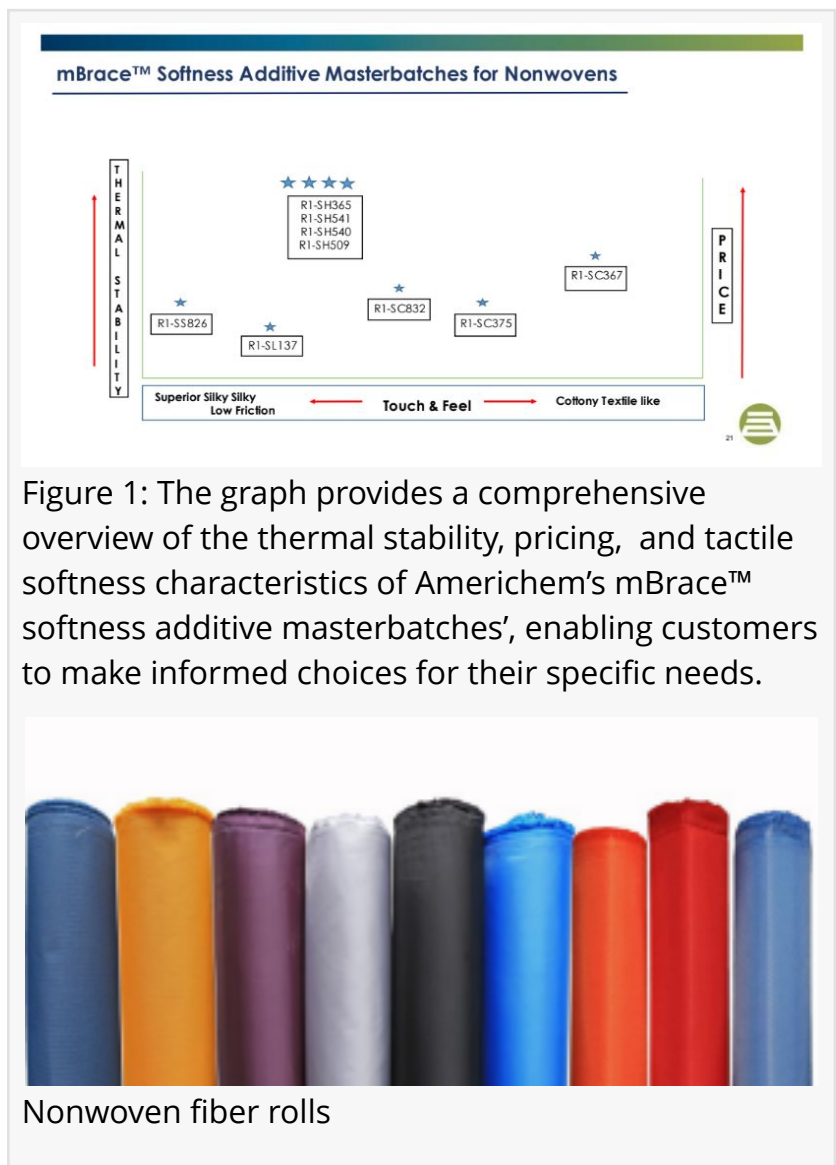 mBrace™ Softness Additive Masterbatches for Nonwovens
THERMAL STABILITY
R1-SH365
R1-SH541
R1-SH540
R1-SH509
R1-SC367
R1-SC832
R1-SS826
R1-SC375
R1-SL137
PRICE
Superior Silky Silky
Low Friction
Touch & Feel
Cottony Textile like
21
Figure 1: The graph provides a comprehensive
overview of the thermal stability, pricing, and tactile
softness characteristics of Americhem’s mBrace™
softness additive masterbatches’, enabling customers
to make informed choices for their specific needs.
Nonwoven fiber rolls